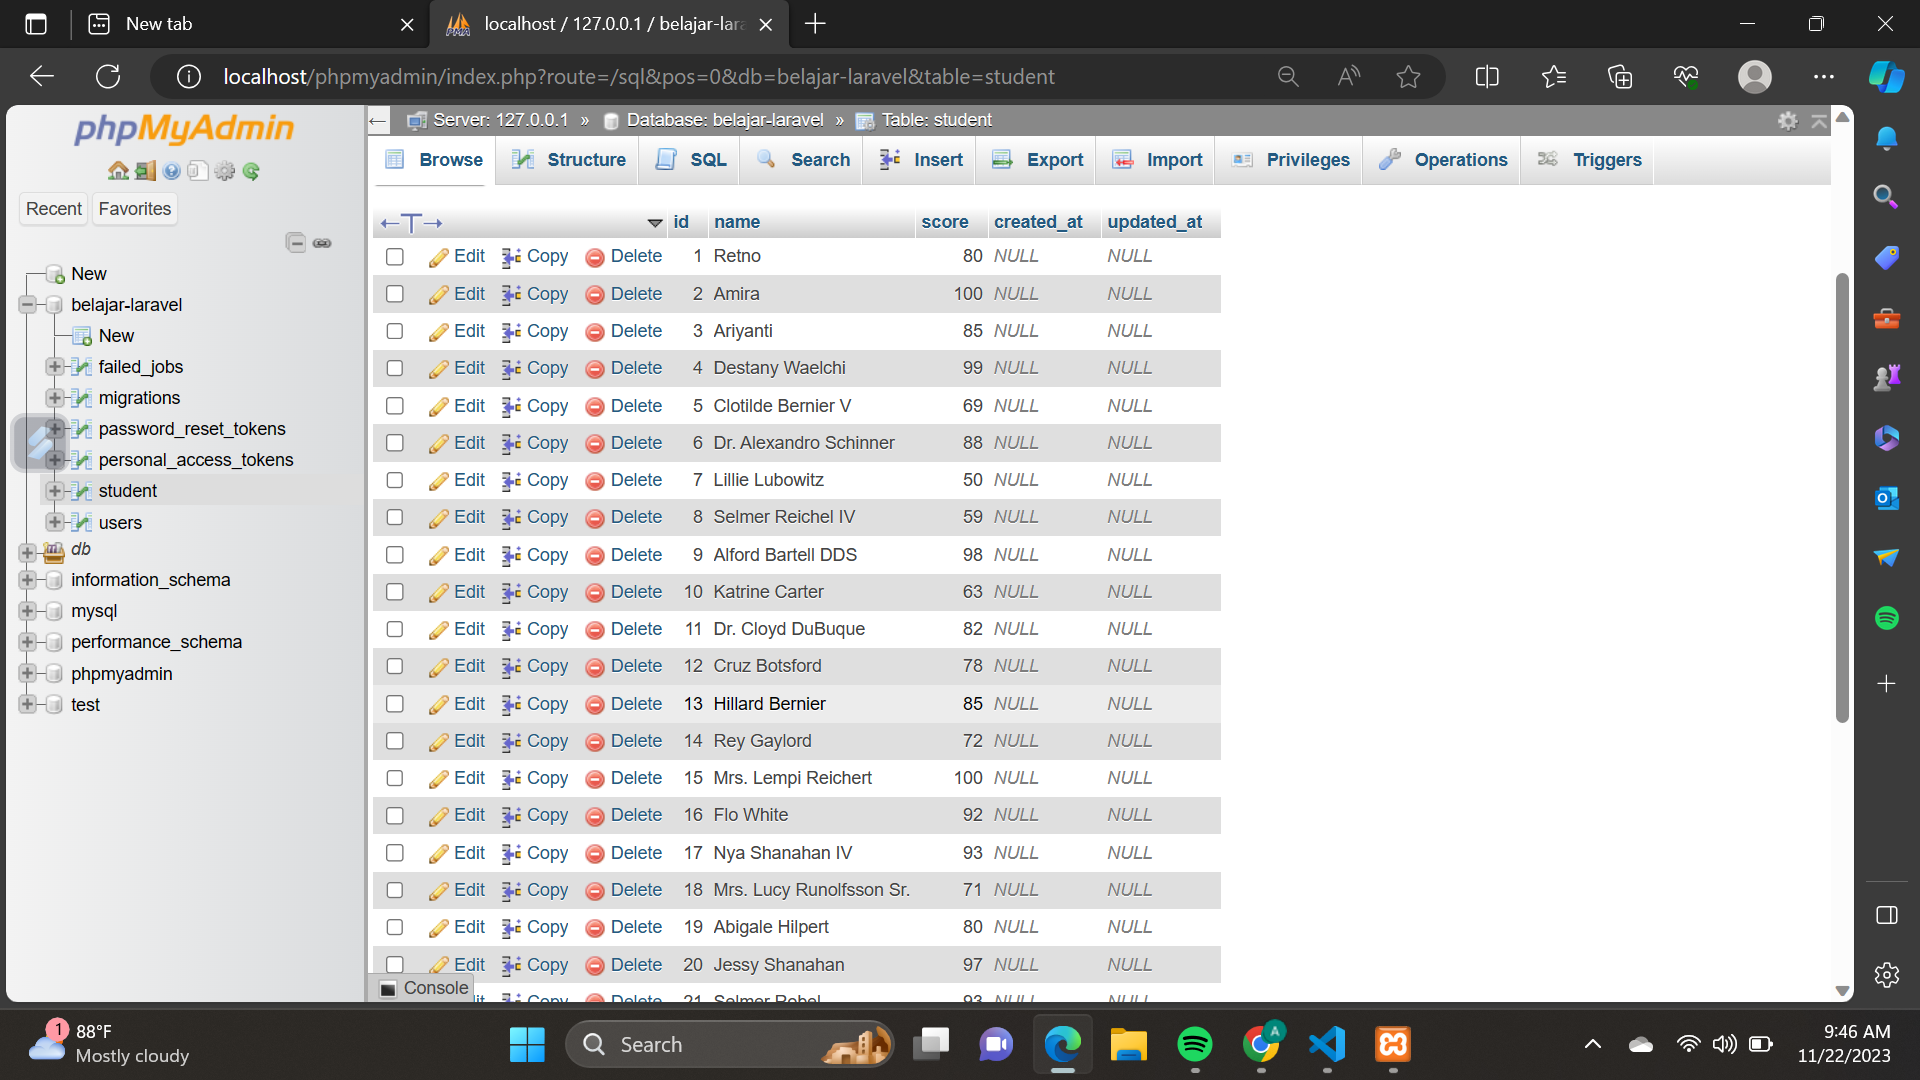 New tab
localhost / 127.0.0.1 / belajar-lara
localhost/phpmyadmin/index.php?route=/sql&pos=0&db=belajar-laravel&table=student
phpMyAdmin
Recent
Favorites
New
belajar-laravel
New
failed_jobs
migrations
password_reset_tokens
personal_access_tokens
student
users
db
information_schema
mysql
performance_schema
phpmyadmin
test
Server: 127.0.0.1 » Database: belajar-laravel » Table: student
Browse Structure SQL Search Insert Export Import Privileges Operations Triggers
id name score created_at updated_at
Edit Copy Delete 1 Retno 80 NULL NULL
Edit Copy Delete 2 Amira 100 NULL NULL
Edit Copy Delete 3 Ariyanti 85 NULL NULL
Edit Copy Delete 4 Destany Waelchi 99 NULL NULL
Edit Copy Delete 5 Clotilde Bernier V 69 NULL NULL
Edit Copy Delete 6 Dr. Alexandro Schinner 88 NULL NULL
Edit Copy Delete 7 Lillie Lubowitz 50 NULL NULL
Edit Copy Delete 8 Selmer Reichel IV 59 NULL NULL
Edit Copy Delete 9 Alford Bartell DDS 98 NULL NULL
Edit Copy Delete 10 Katrine Carter 63 NULL NULL
Edit Copy Delete 11 Dr. Cloyd DuBuque 82 NULL NULL
Edit Copy Delete 12 Cruz Botsford 78 NULL NULL
Edit Copy Delete 13 Hillard Bernier 85 NULL NULL
Edit Copy Delete 14 Rey Gaylord 72 NULL NULL
Edit Copy Delete 15 Mrs. Lempi Reichert 100 NULL NULL
Edit Copy Delete 16 Flo White 92 NULL NULL
Edit Copy Delete 17 Nya Shanahan IV 93 NULL NULL
Edit Copy Delete 18 Mrs. Lucy Runolfsson Sr. 71 NULL NULL
Edit Copy Delete 19 Abigale Hilpert 80 NULL NULL
Edit Copy Delete 20 Jessy Shanahan 97 NULL NULL
Copy Delete 21 Selmer Robel 93 NULL NULL
Console
1
88°F
Mostly cloudy
Search
A
9:46 AM
11/22/2023